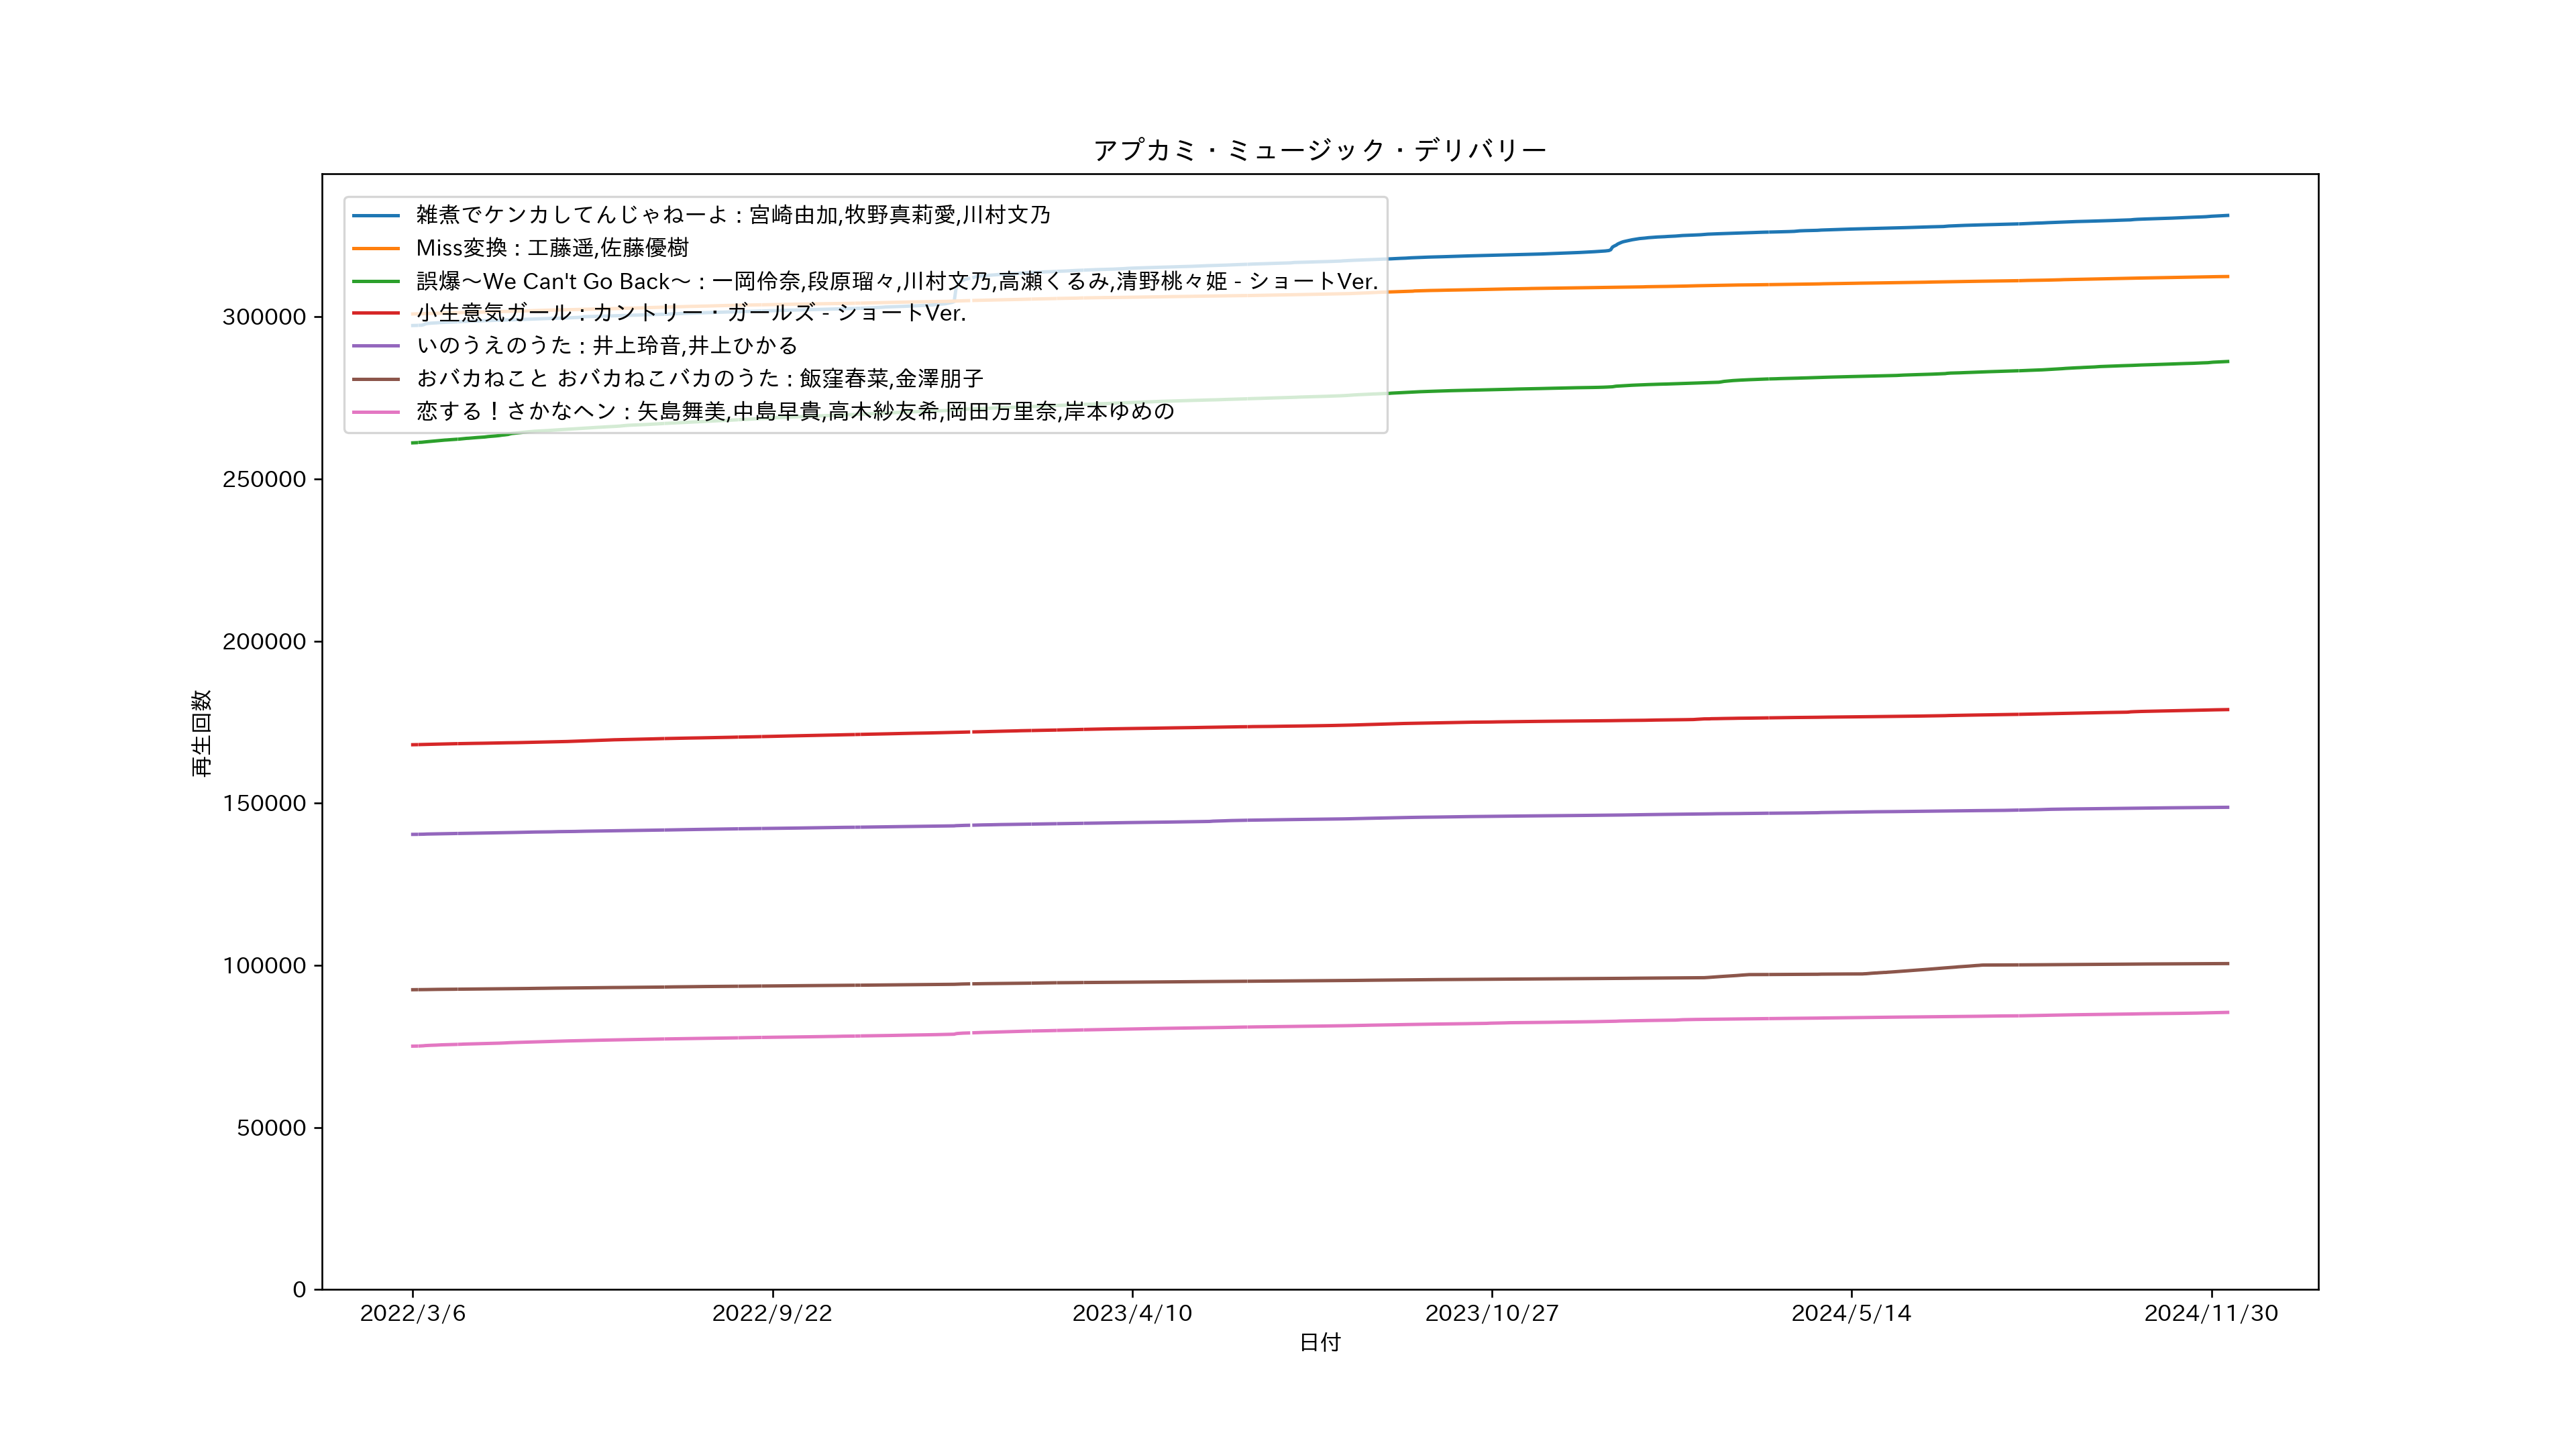 アプカミ・ミュージック・デリバリー
雑煮でケンカしてんじゃねーよ : 宮崎由加,牧野真莉愛,川村文乃
Miss変換 : 工藤遥,佐藤優樹
誤爆～We Can't Go Back～ : 一岡伶奈,段原瑠々,川村文乃,高瀬くるみ,清野桃々姫 - ショートVer.
小生意気ガール : カントリー・ガールズ - ショートVer.
いのうえのうた : 井上玲音,井上ひかる
おバカねこと おバカねこバカのうた : 飯窪春菜,金澤朋子
恋する！さかなヘン : 矢島舞美,中島早貴,高木紗友希,岡田万里奈,岸本ゆめの
再生回数
300000
250000
200000
150000
100000
50000
0
2022/3/6 2022/9/22 2023/4/10 2023/10/27 2024/5/14 2024/11/30
日付